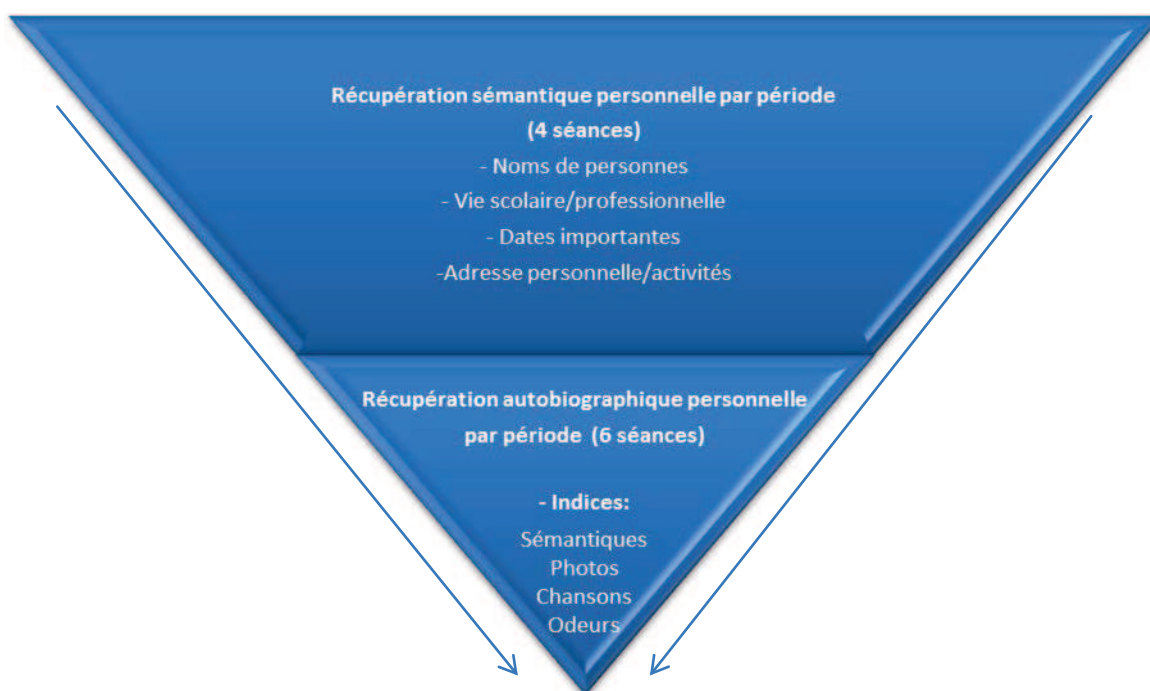 Récupération sémantique personnelle par période
(4 séances)
- Noms de personnes
- Vie scolaire/professionnelle
- Dates importantes
-Adresse personnelle/activités
Récupération autobiographique personnelle
par période (6 séances)
- Indices:
Sémantiques
Photos
Chansons
Odeurs